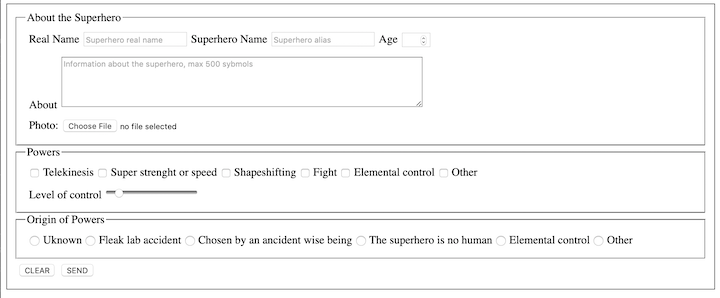 About the Superhero
Real Name Superhero real name Superhero Name Superhero alias Age
Information about the superhero, max 500 sybmols
About
Photo: Choose File no file selected
Powers
Telekinesis Super strenght or speed Shapeshifting Fight Elemental control Other
Level of control
Origin of Powers
Uknown Fleak lab accident Chosen by an ancident wise being The superhero is no human Elemental control Other
CLEAR SEND